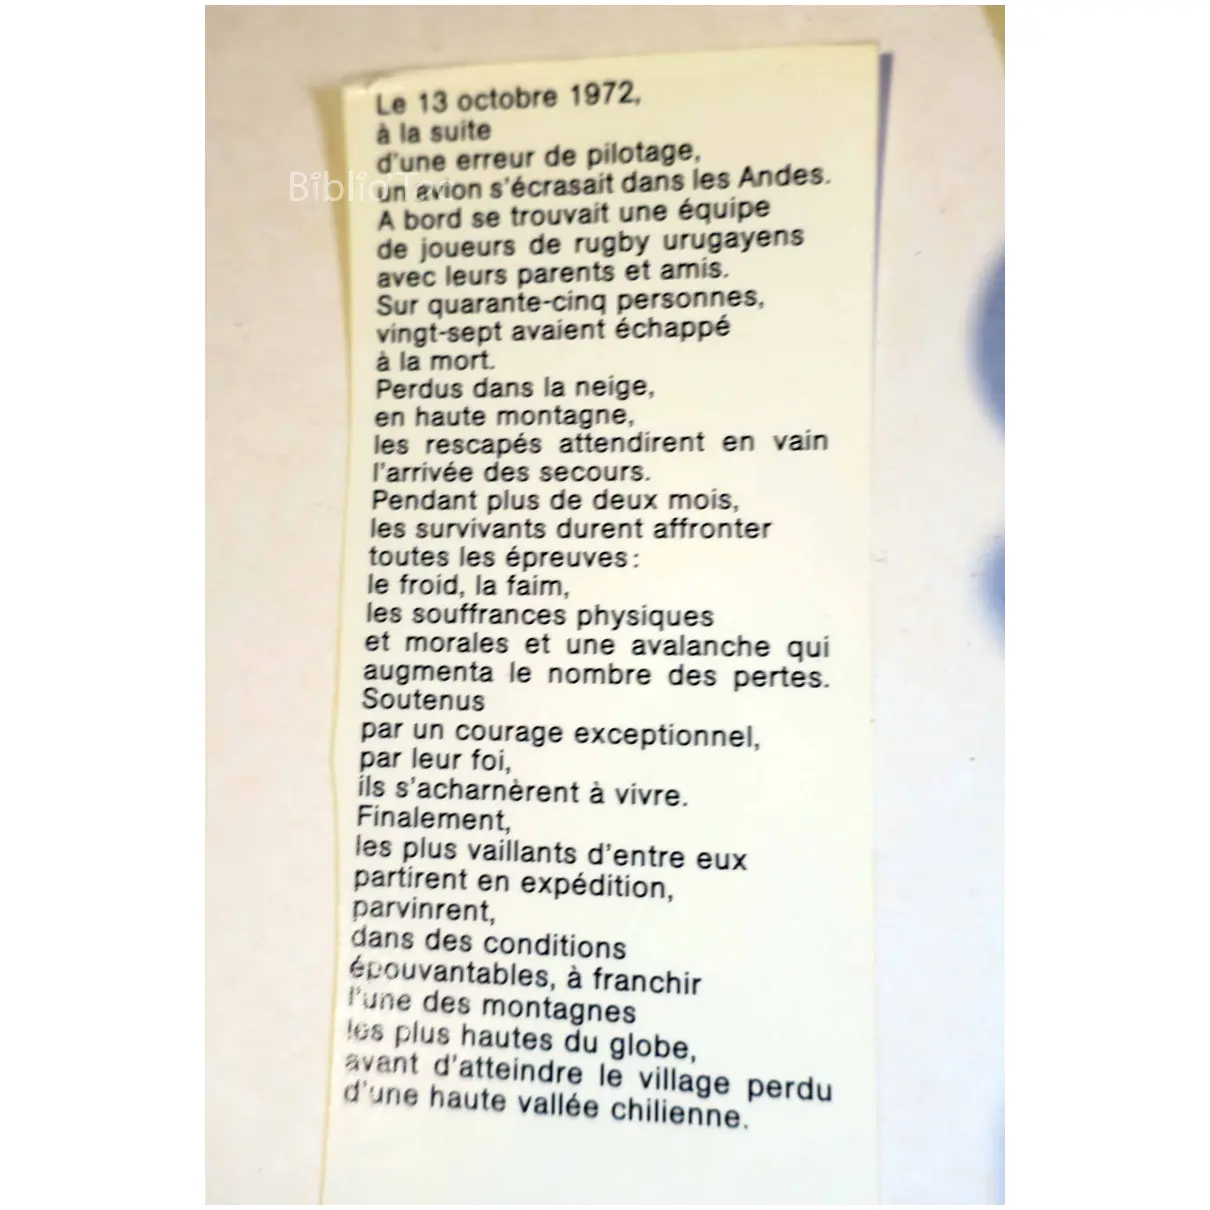 Le 13 octobre 1972,
à la suite
d'une erreur de pilotage,
un avion s'écrasait dans les Andes.
A bord se trouvait une équipe
de joueurs de rugby urugayens
avec leurs parents et amis.
Sur quarante-cinq personnes,
vingt-sept avaient échappé
à la mort.
Perdus dans la neige,
en haute montagne,
les rescapés attendirent en vain
l'arrivée des secours.
Pendant plus de deux mois,
les survivants durent affronter
toutes les épreuves :
le froid, la faim,
les souffrances physiques
et morales et une avalanche qui
augmenta le nombre des pertes.
Soutenus
par un courage exceptionnel,
par leur foi,
ils s'acharnèrent à vivre.
Finalement,
les plus vaillants d'entre eux
partirent en expédition,
parvinrent,
dans des conditions
épouvantables, à franchir
l'une des montagnes
les plus hautes du globe,
avant d'atteindre le village perdu
d'une haute vallée chilienne.